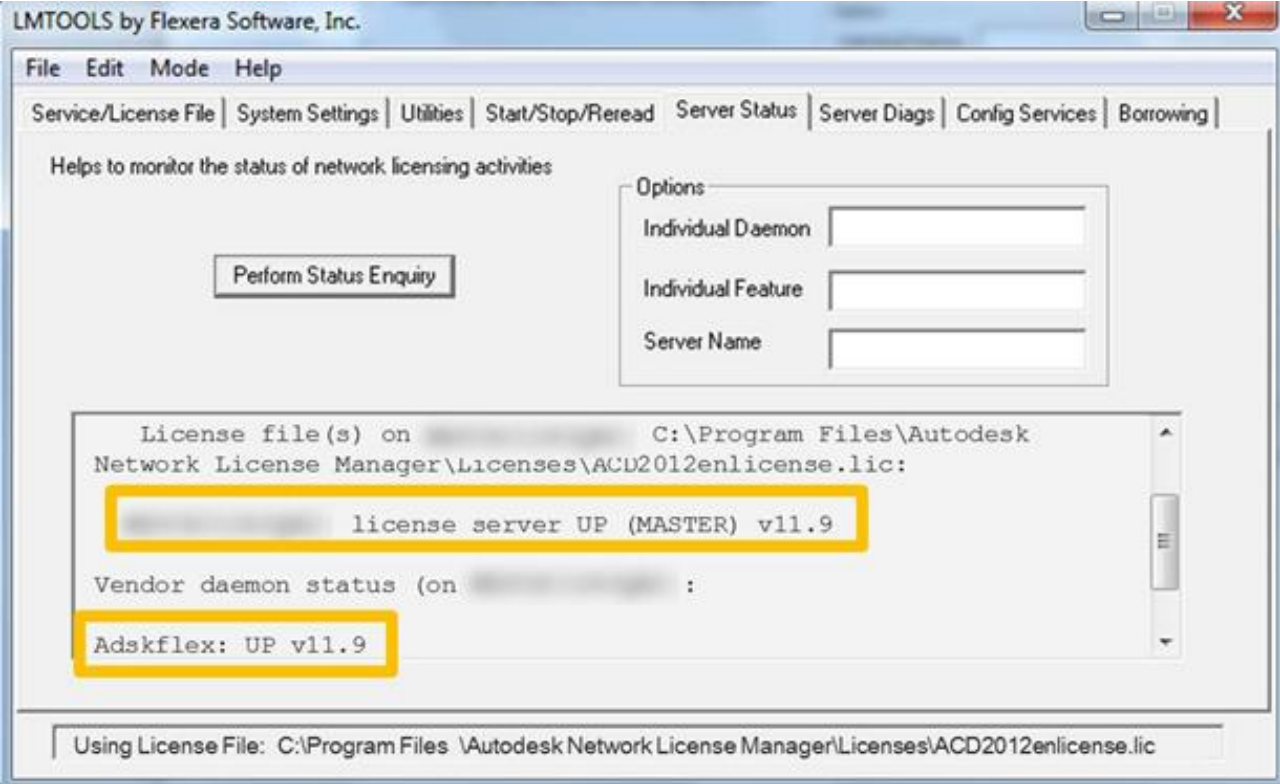 LMTOOLS by Flexera Software, Inc.
File Edit Mode Help
Service/License File System Settings Utilities Start/Stop/Reread Server Status Server Diags Config Services Borrowing
Helps to monitor the status of network licensing activities
Options
Individual Daemon
Perform Status Enquiry
Individual Feature
Server Name
License file(s) on C:\Program Files\Autodesk
Network License Manager\Licenses\ACD2012enlicense.lic:
license server UP (MASTER) v11.9
Vendor daemon status (on :
Adskflex: UP v11.9
Using License File: C:\Program Files \Autodesk Network License Manager\Licenses\ACD2012enlicense.lic